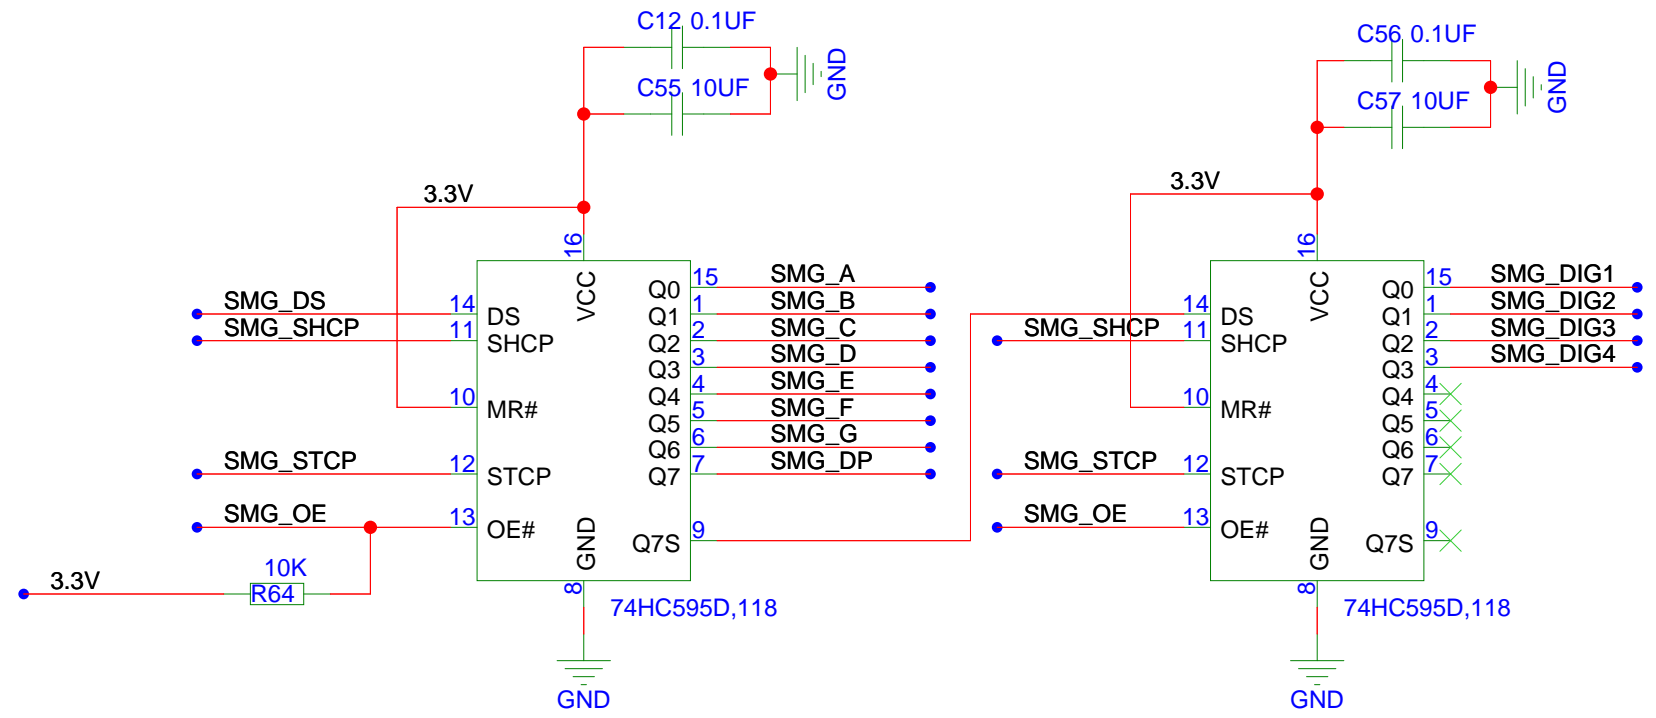 C12 0.1UF
C55 10UF
GND
3.3V
16
VCC
SMG_DS
14
DS
SMG_SHCP
11
SHCP
10
MR#
SMG_STCP
12
STCP
SMG_OE
13
OE#
10K
3.3V
R64
GND
8
74HC595D,118
GND
Q0
15
SMG_A
Q1
1
SMG_B
Q2
2
SMG_C
Q3
3
SMG_D
Q4
4
SMG_E
Q5
5
SMG_F
Q6
6
SMG_G
Q7
7
SMG_DP
Q7S
9
C56 0.1UF
C57 10UF
GND
3.3V
16
VCC
14
DS
SMG_SHCP
11
SHCP
10
MR#
SMG_STCP
12
STCP
SMG_OE
13
OE#
GND
8
74HC595D,118
GND
Q0
15
SMG_DIG1
Q1
1
SMG_DIG2
Q2
2
SMG_DIG3
Q3
3
SMG_DIG4
Q4
4
Q5
5
Q6
6
Q7
7
Q7S
9